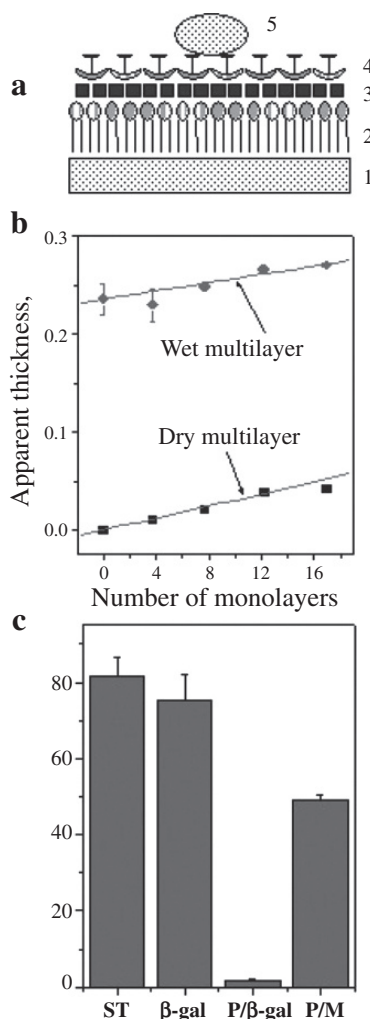 a
5
4
3
2
1
b
Apparent thickness,
0.3
0.2
0.1
0.0
Wet multilayer
Dry multilayer
0 4 8 12 16
Number of monolayers
c
80
60
40
20
0
ST β-gal P/β-gal P/M